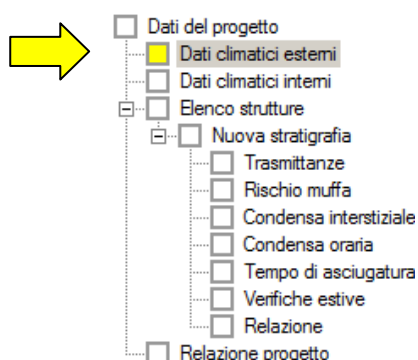 Dati del progetto
Dati climatici esterni
Dati climatici interni
Elenco strutture
Nuova stratigrafia
Trasmittanze
Rischio muffa
Condensa interstiziale
Condensa oraria
Tempo di asciugatura
Verifiche estive
Relazione
Relazione progetto